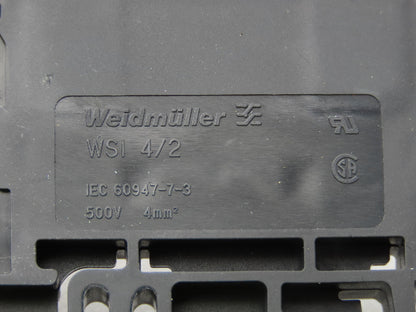 Weidmüller
WSI 4/2
IEC 60947-7-3
500V 4mm²